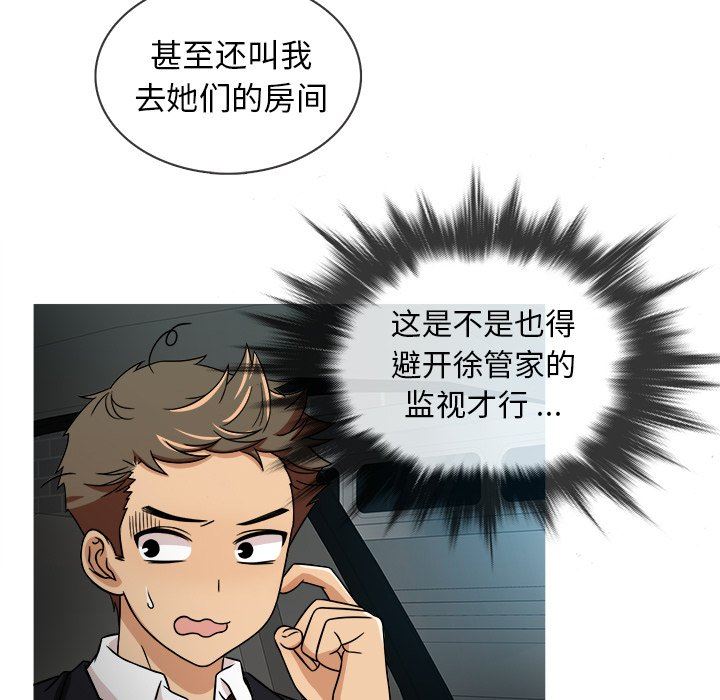 甚至还叫我
去她们的房间
这是不是也得
避开徐管家的
监视才行...